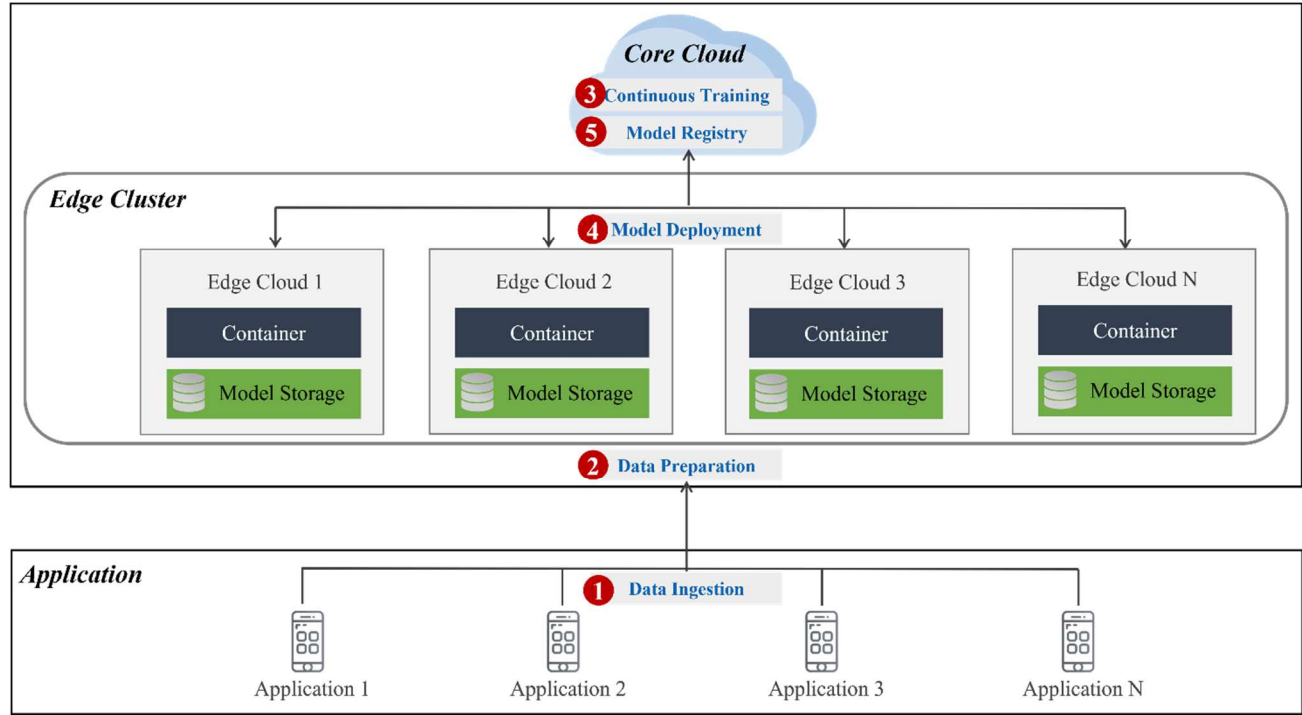 Core Cloud
3 Continuous Training
5 Model Registry
Edge Cluster
4 Model Deployment
Edge Cloud 1
Container
Model Storage
Edge Cloud 2
Container
Model Storage
Edge Cloud 3
Container
Model Storage
Edge Cloud N
Container
Model Storage
2 Data Preparation
Application
1 Data Ingestion
Application 1
Application 2
Application 3
Application N